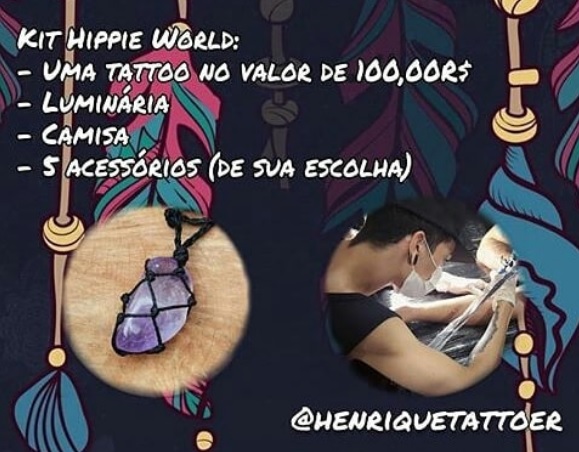 Kit Hippie World:
- Uma tattoo no valor de 100,00R$
- Luminária
- Camisa
- 5 acessórios (de sua escolha)
@henriquetattoer